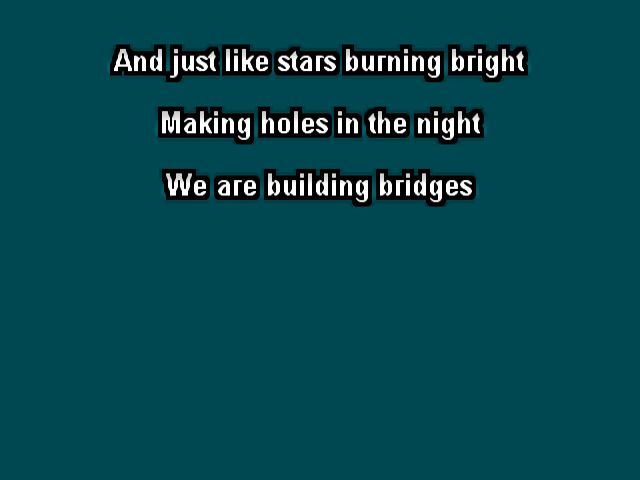 And just like stars burning bright
Making holes in the night
We are building bridges